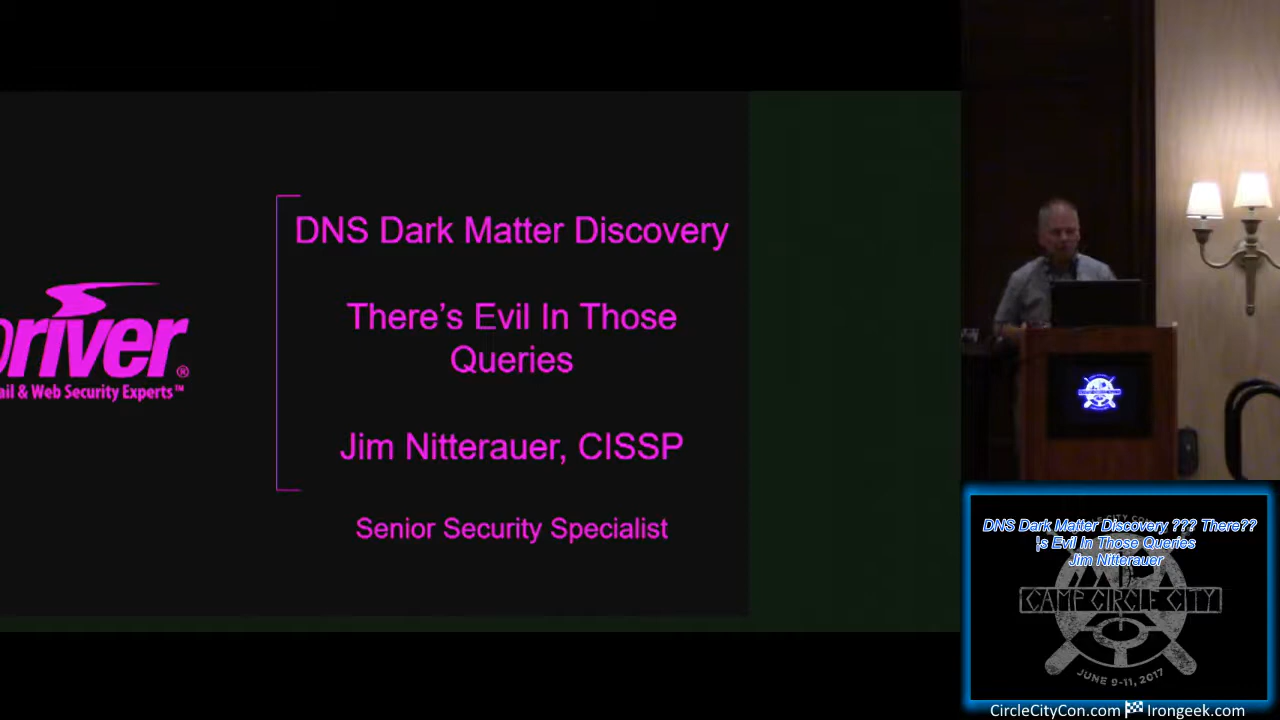 DNS Dark Matter Discovery
There's Evil In Those
Queries
Jim Nitterauer, CISSP
Senior Security Specialist
river®
ail & Web Security Experts™
DNS Dark Matter Discovery ??? There??
s Evil In Those Queries
Jim Nitterauer
CAMP CIRCLE CITY
JUNE 9-11, 2017
CircleCityCon.com Irongeek.com